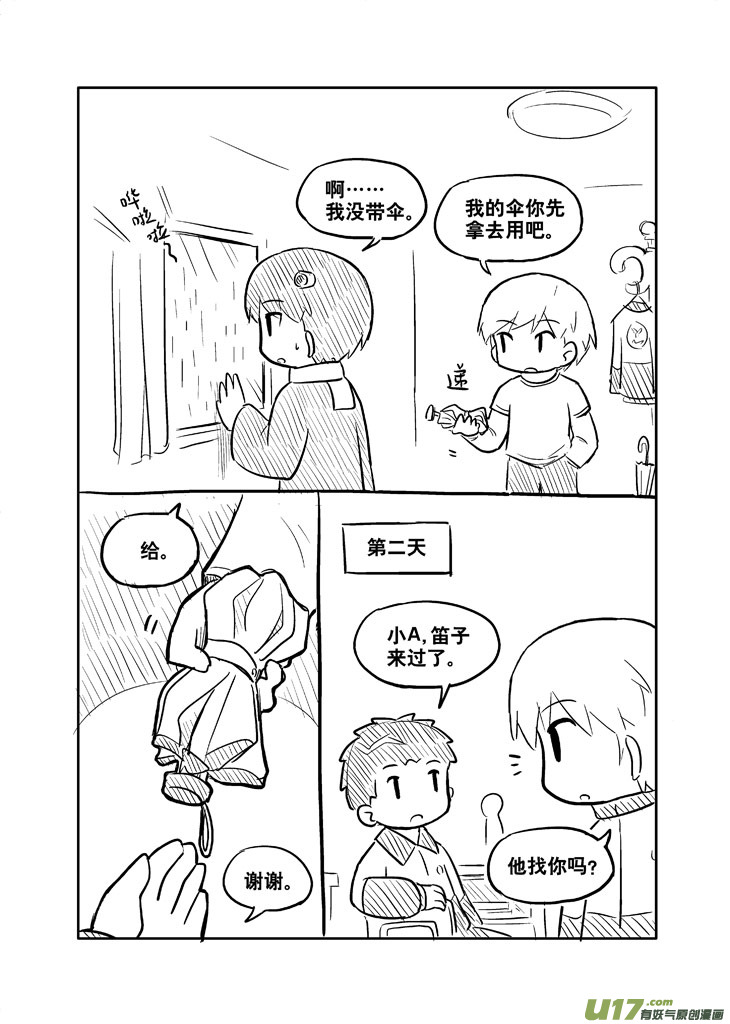 哗
啦
啦
啊……
我没带伞。
我的伞你先
拿去用吧。
递
给。
谢谢。
第二天
小A,笛子
来过了。
他找你吗?
U17.com
有妖气原创漫画